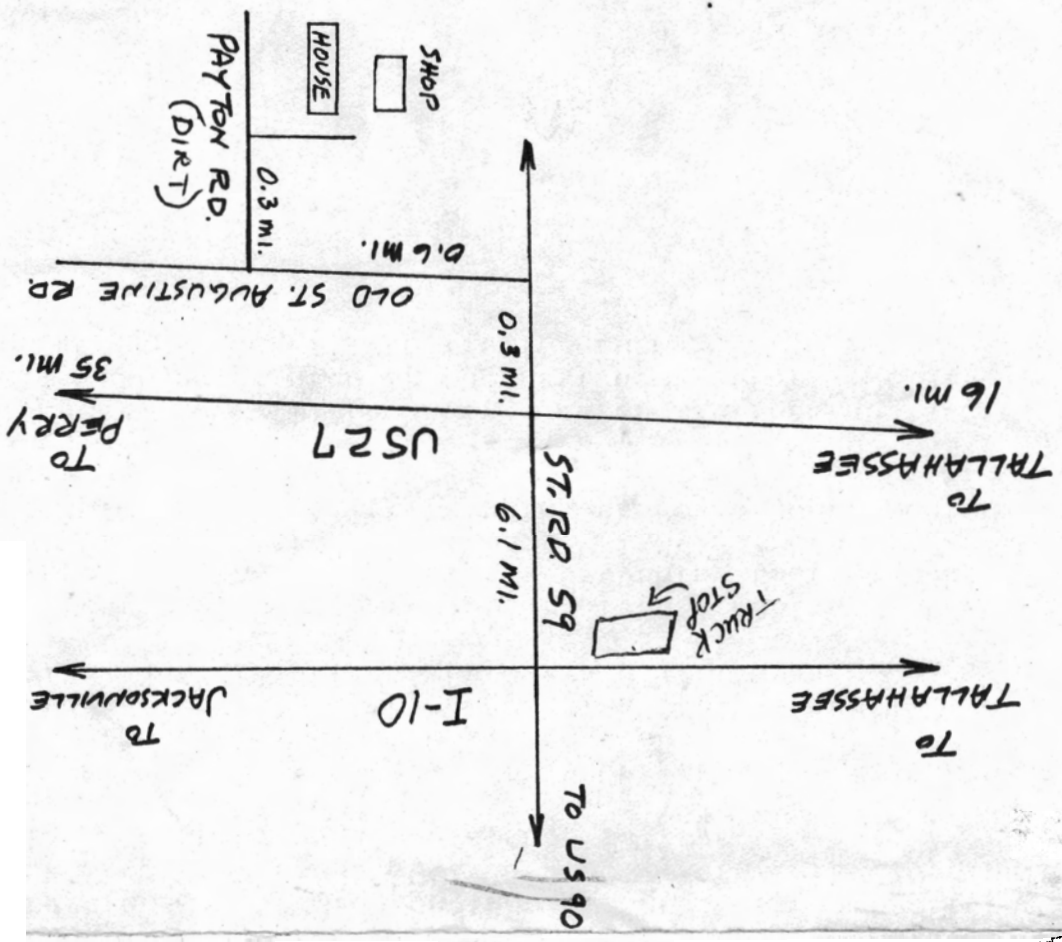 TO US 90
TO
TALLAHASSEE
I-10
TO
JACKSONVILLE
TRUCK
STOP
ST. RD 59
6.1 MI.
TO
TALLAHASSEE
16 MI.
US 27
TO
PERRY
35 MI.
0.3 MI.
OLD ST. AUGUSTINE RD.
0.6 MI.
0.3 MI.
PAYTON RD.
(DIRT)
HOUSE
SHOP